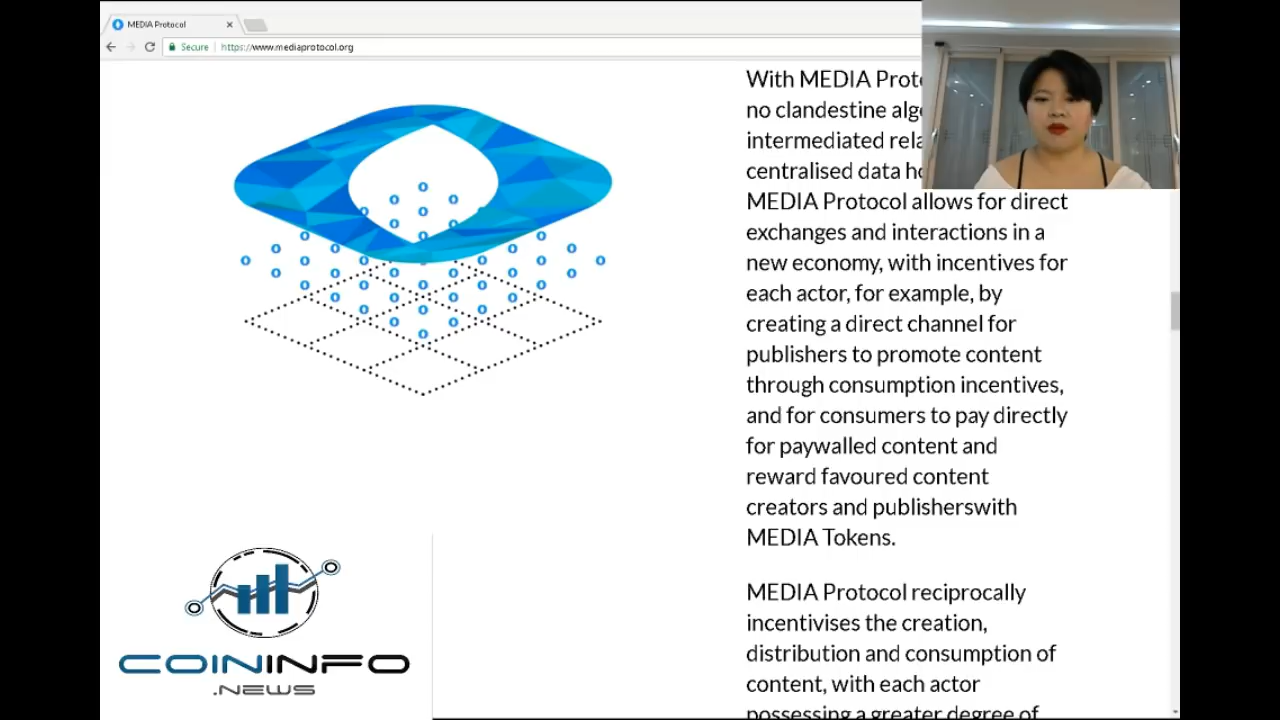 MEDIA Protocol
Secure
https://www.mediaprotocol.org
With MEDIA
no clandestine
intermediated
centralised data
MEDIA Protocol allows for direct
exchanges and interactions in a
new economy, with incentives for
each actor, for example, by
creating a direct channel for
publishers to promote content
through consumption incentives,
and for consumers to pay directly
for paywalled content and
reward favoured content
creators and publisherswith
MEDIA Tokens.
MEDIA Protocol reciprocally
incentivises the creation,
distribution and consumption of
content, with each actor
possessing a greater degree of
COININFO
.NEWS